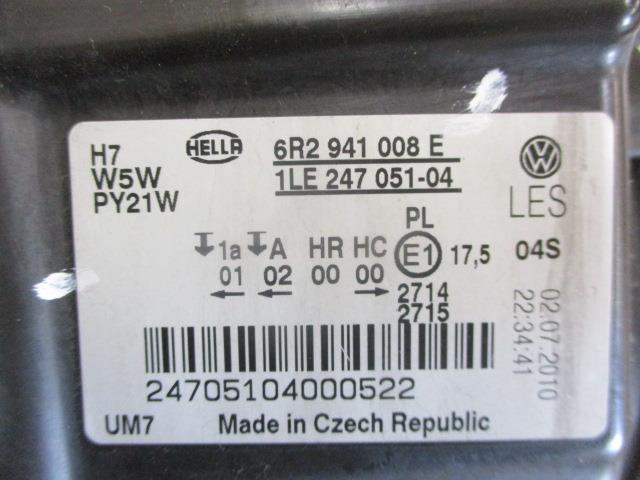 H7
W5W
PY21W
HELLA
6R2 941 008 E
1LE 247 051-04
VW
LES
PL
1a A HR HC E1 17,5 04S
01 02 00 00
2714
2715
02.07.2010
22:34:41
24705104000522
UM7 Made in Czech Republic